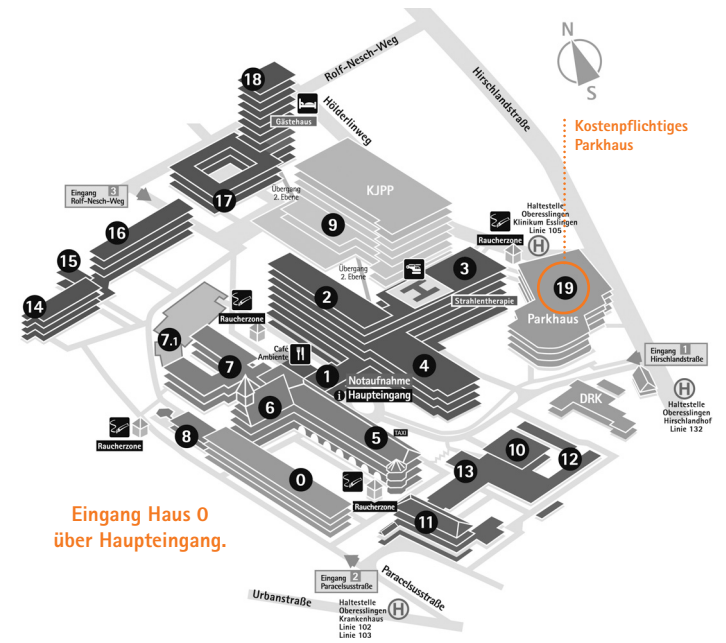 N
S
Rolf-Nesch-Weg
Hirschlandstraße
18
Gästehaus
Hölderlinweg
Kostenpflichtiges
Parkhaus
Eingang 3
Rolf-Nesch-Weg
17
Übergang
2. Ebene
KJPP
16
9
Haltestelle
Oberesslingen
Klinikum Esslingen
Linie 105
H
Raucherzone
15
Übergang
2. Ebene
3
H
19
14
2
Strahlentherapie
Parkhaus
Raucherzone
7.1
7
Café
Ambiente
1
4
Eingang 1
Hirschlandstraße
Notaufnahme
i Haupteingang
H
Haltestelle
Oberesslingen
Hirschlandhof
Linie 132
DRK
6
5
TAXI
8
Raucherzone
10
12
13
0
Raucherzone
11
Eingang Haus 0
über Haupteingang.
Eingang 2
Paracelsusstraße
Paracelsusstraße
Urbanstraße
Haltestelle
Oberesslingen
Krankenhaus
Linie 102
Linie 103
H